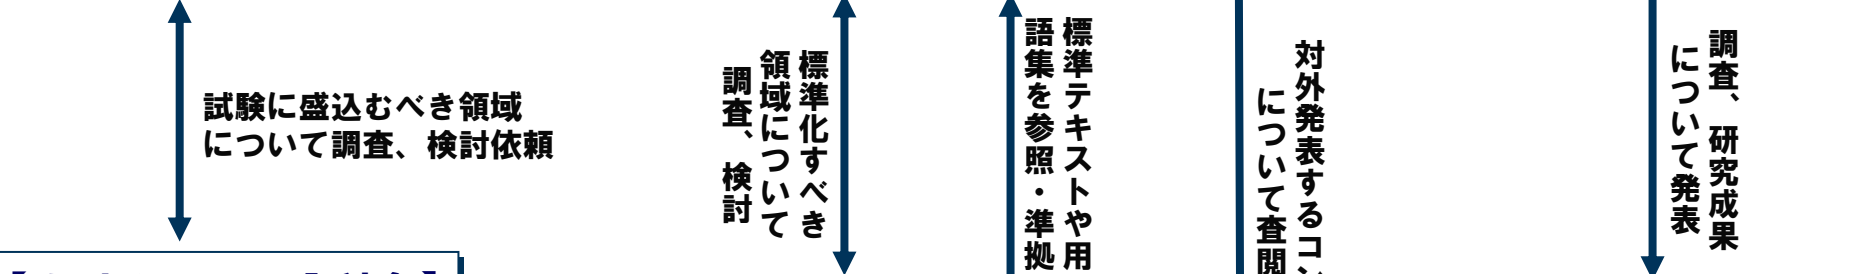 試験に盛込むべき領域
について調査、検討依頼
標準化すべき
領域について
調査、検討
標準テキストや用
語集を参照・準拠
対外発表するコン
について査閲
調査、研究成果
について発表